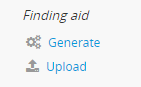 Finding aid
Generate
Upload